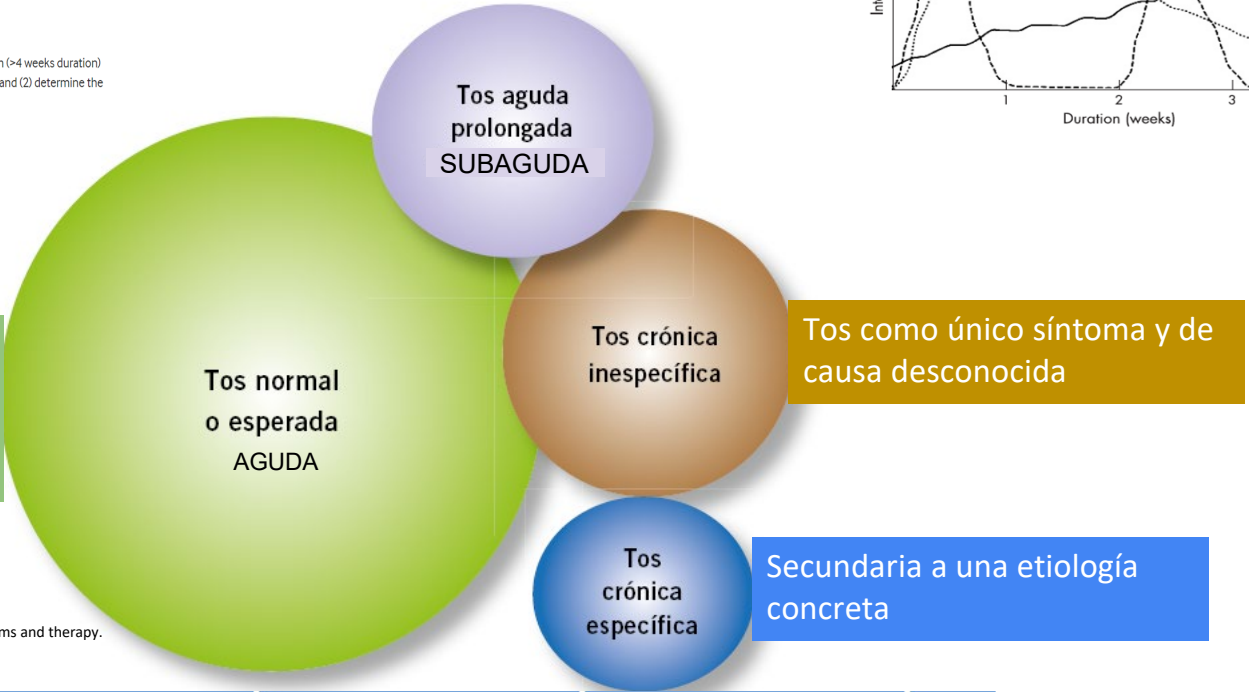 (>4 weeks duration)
and (2) determine the
Tos aguda
prolongada
SUBAGUDA
1 2 3
Duration (weeks)
Tos crónica
inespecífica
Tos como único síntoma y de
causa desconocida
Tos normal
o esperada
AGUDA
Tos
crónica
específica
Secundaria a una etiología
concreta
and therapy.